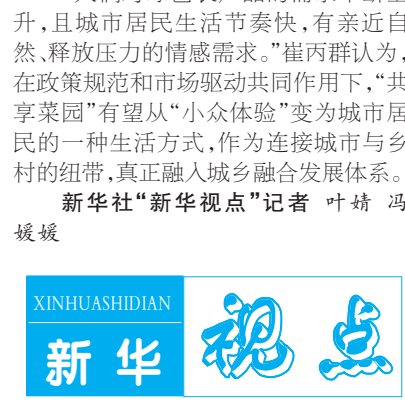 升,且城市居民生活节奏快,有亲近自
然、释放压力的情感需求。”崔丙群认为,
在政策规范和市场驱动共同作用下,“共
享菜园”有望从“小众体验”变为城市居
民的一种生活方式,作为连接城市与乡
村的纽带,真正融入城乡融合发展体系。
新华社“新华视点”记者 叶婧 冯
媛媛
XINHUASHIDIAN
新华
视点